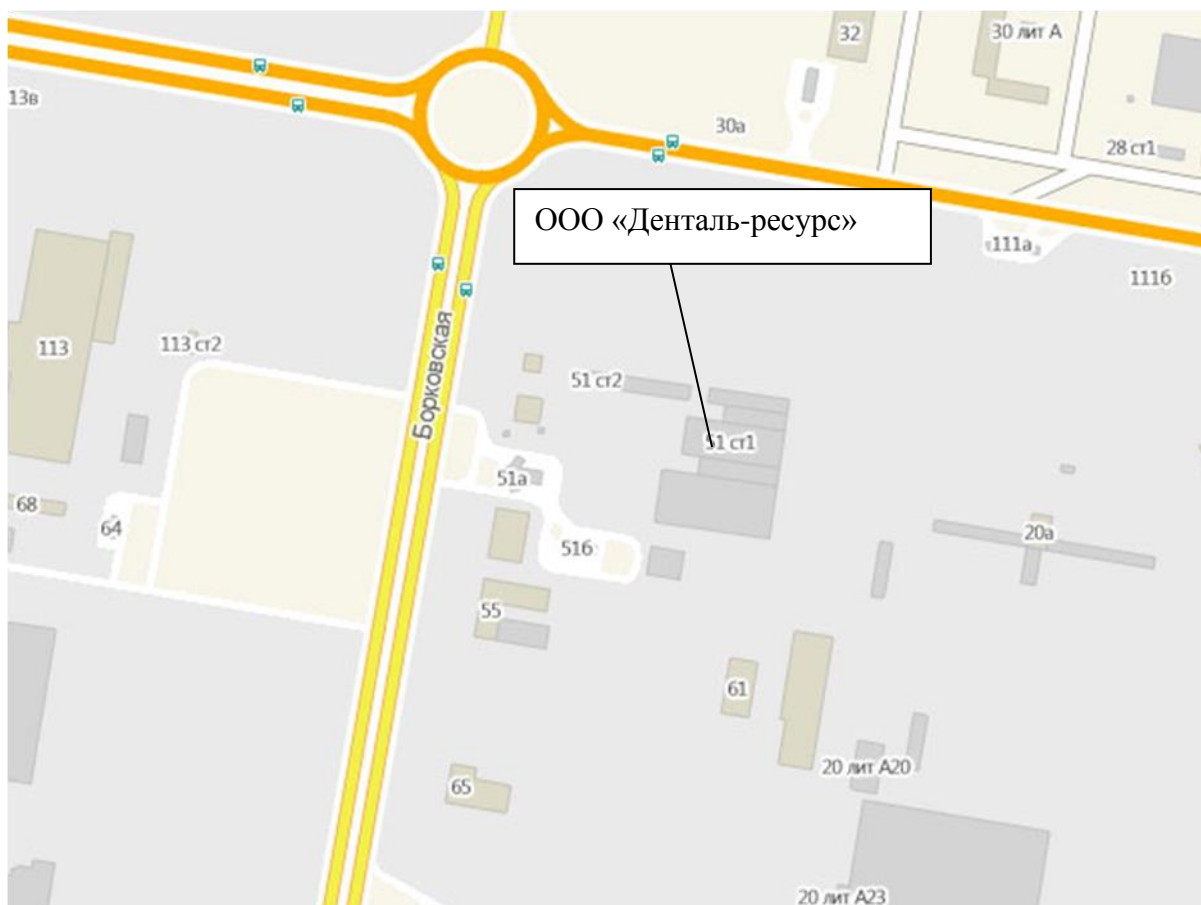 32
30 лит А
13в
30а
28 ст1
ООО «Денталь-ресурс»
111а
111б
113 ст2
113
Борковская
51 ст2
51 ст1
51а
68
64
51б
20а
55
61
20 лит А20
65
20 лит А23